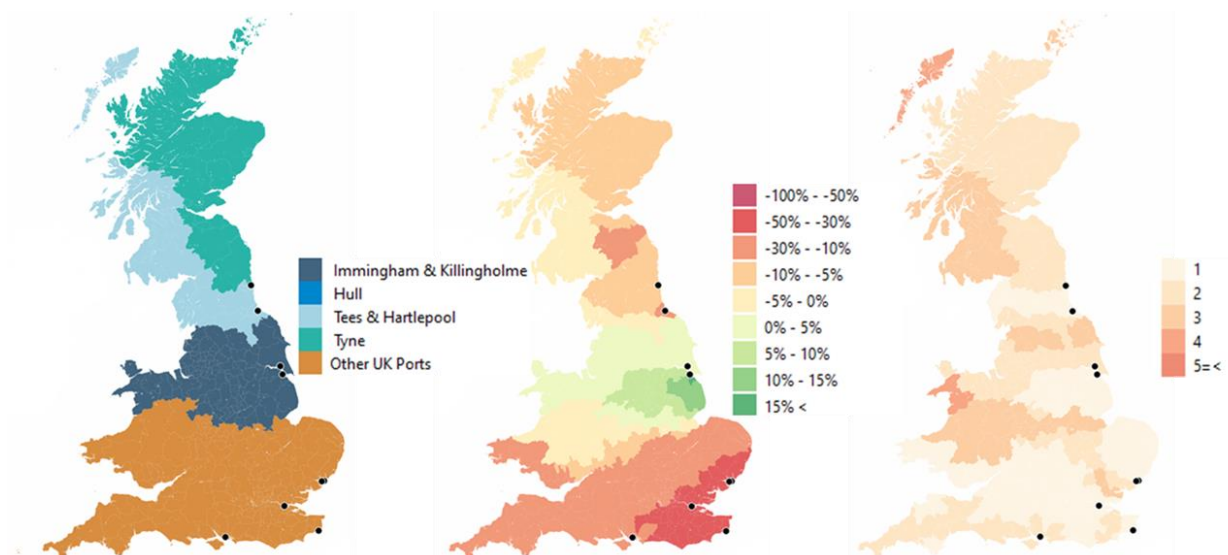 Immingham & Killingholme
Hull
Tees & Hartlepool
Tyne
Other UK Ports
-100% - -50%
-50% - -30%
-30% - -10%
-10% - -5%
-5% - 0%
0% - 5%
5% - 10%
10% - 15%
15% <
1
2
3
4
5= <